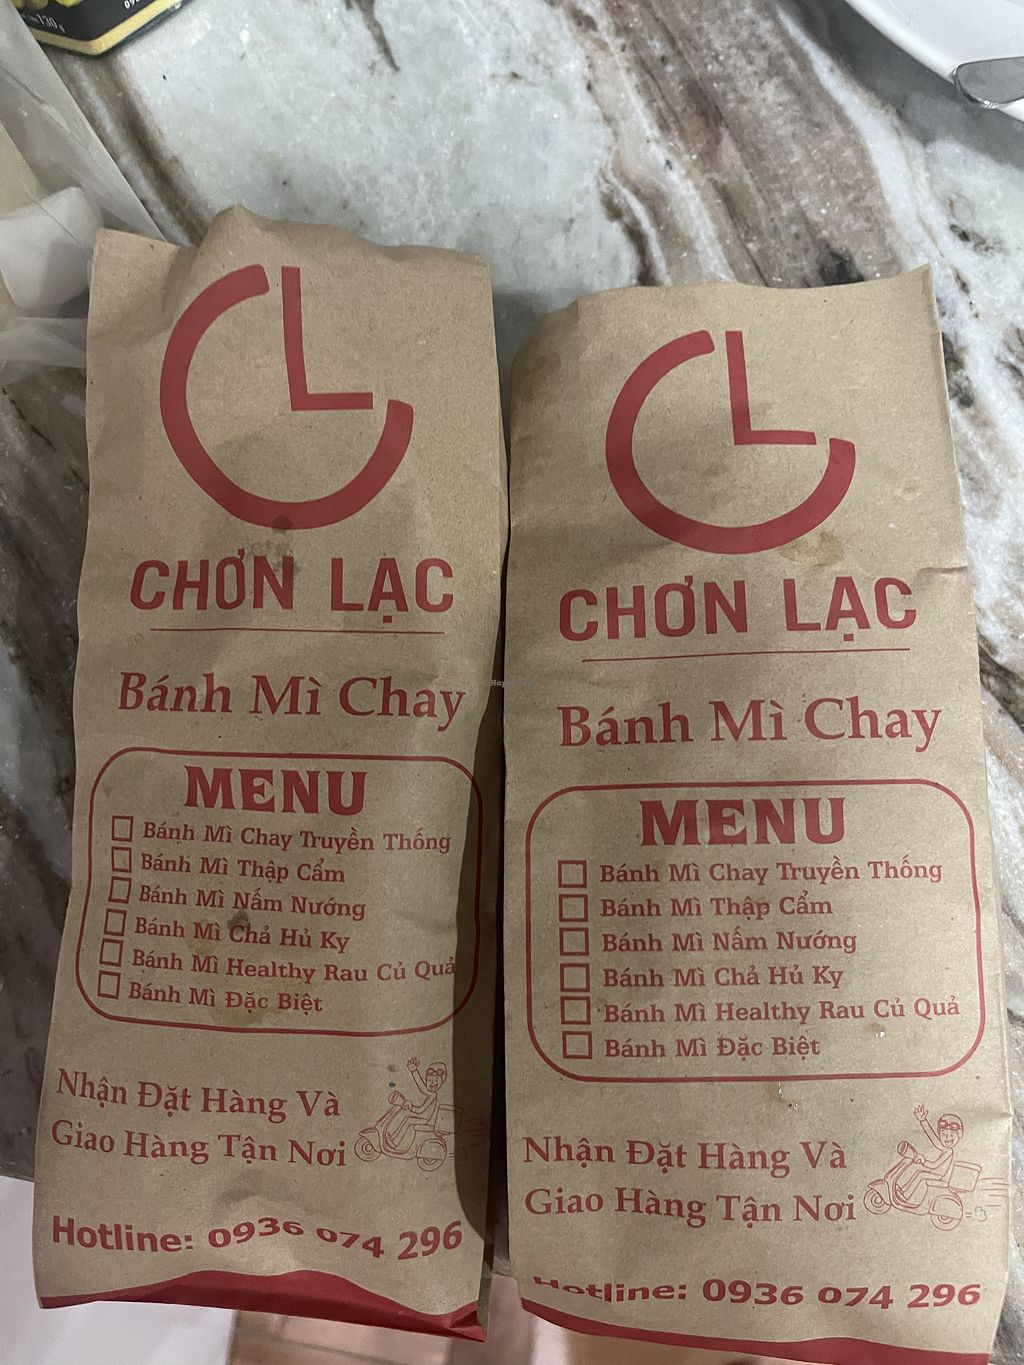 130g
CHƠN LẠC
Bánh Mì Chay
MENU
Bánh Mì Chay Truyền Thống
Bánh Mì Thập Cẩm
Bánh Mì Nấm Nướng
Bánh Mì Chả Hủ Ky
Bánh Mì Healthy Rau Củ Quả
Bánh Mì Đặc Biệt
Nhận Đặt Hàng Và
Giao Hàng Tận Nơi
Hotline: 0936 074 296
CHƠN LẠC
Bánh Mì Chay
MENU
Bánh Mì Chay Truyền Thống
Bánh Mì Thập Cẩm
Bánh Mì Nấm Nướng
Bánh Mì Chả Hủ Ky
Bánh Mì Healthy Rau Củ Quả
Bánh Mì Đặc Biệt
Nhận Đặt Hàng Và
Giao Hàng Tận Nơi
Hotline: 0936 074 296